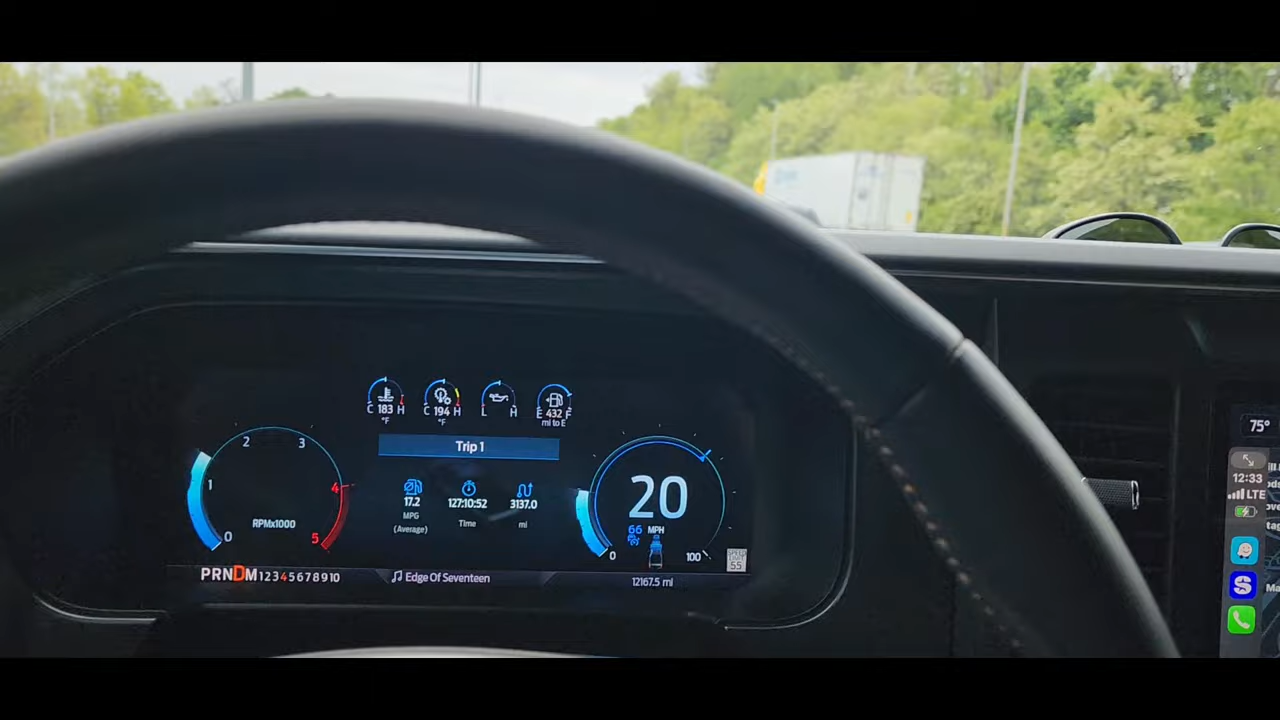 C 183 H
°F
C 194 H
°F
L H
E 432 F
mi to E
Trip 1
17.2
MPG
(Average)
127:10:52
Time
3137.0
mi
0 1 2 3 4 5
RPMx1000
20
MPH
66
0
100
55
PRNDM12345678910
Edge Of Seventeen
12167.5 mi
75°
12:33
LTE